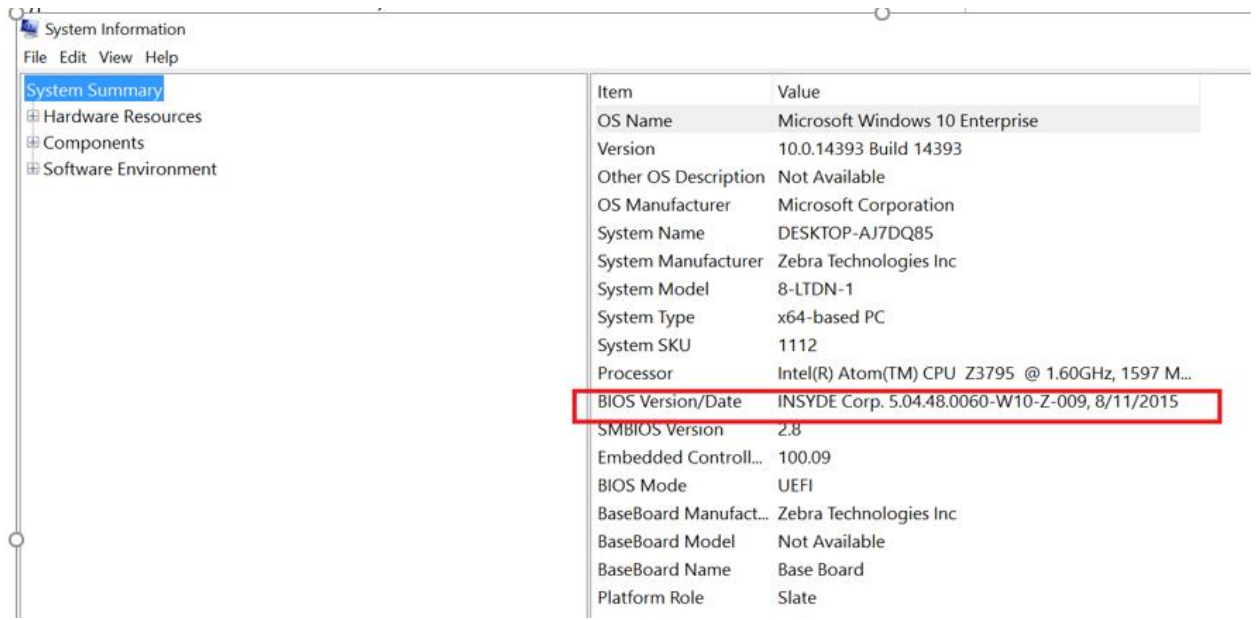 System Information
File Edit View Help
System Summary
Hardware Resources
Components
Software Environment
Item Value
OS Name Microsoft Windows 10 Enterprise
Version 10.0.14393 Build 14393
Other OS Description Not Available
OS Manufacturer Microsoft Corporation
System Name DESKTOP-AJ7DQ85
System Manufacturer Zebra Technologies Inc
System Model 8-LTDN-1
System Type x64-based PC
System SKU 1112
Processor Intel(R) Atom(TM) CPU Z3795 @ 1.60GHz, 1597 M...
BIOS Version/Date INSYDE Corp. 5.04.48.0060-W10-Z-009, 8/11/2015
SMBIOS Version 2.8
Embedded Controll... 100.09
BIOS Mode UEFI
BaseBoard Manufact... Zebra Technologies Inc
BaseBoard Model Not Available
BaseBoard Name Base Board
Platform Role Slate